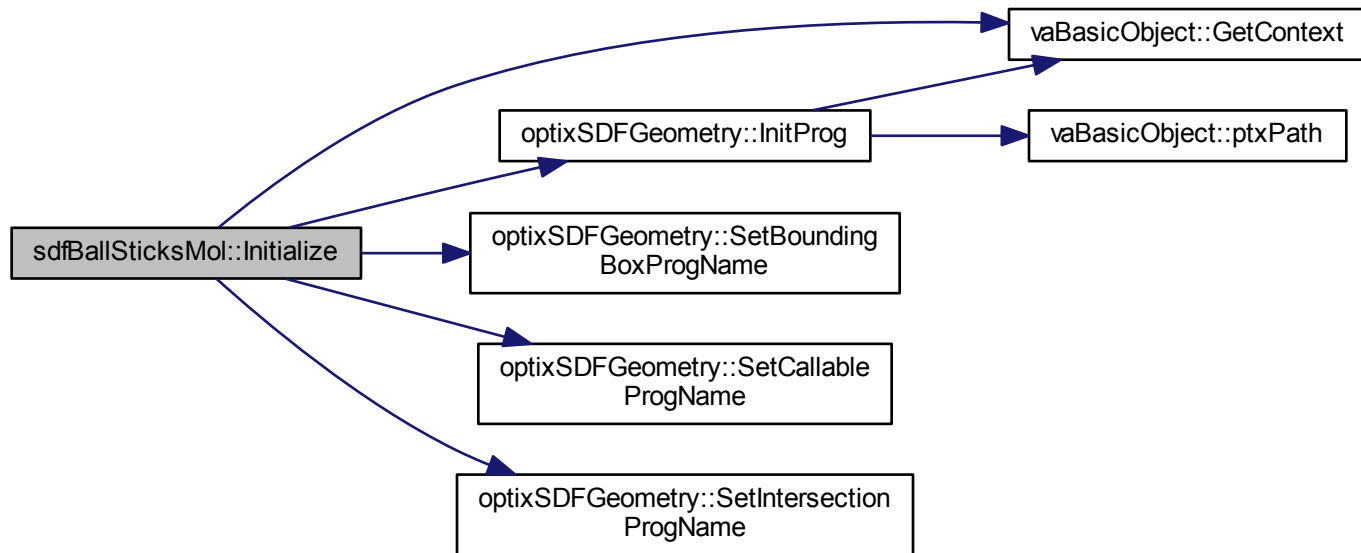 vaBasicObject::GetContext
optixSDFGeometry::InitProg
vaBasicObject::ptxPath
sdfBallSticksMol::Initialize
optixSDFGeometry::SetBounding
BoxProgName
optixSDFGeometry::SetCallable
ProgName
optixSDFGeometry::SetIntersection
ProgName